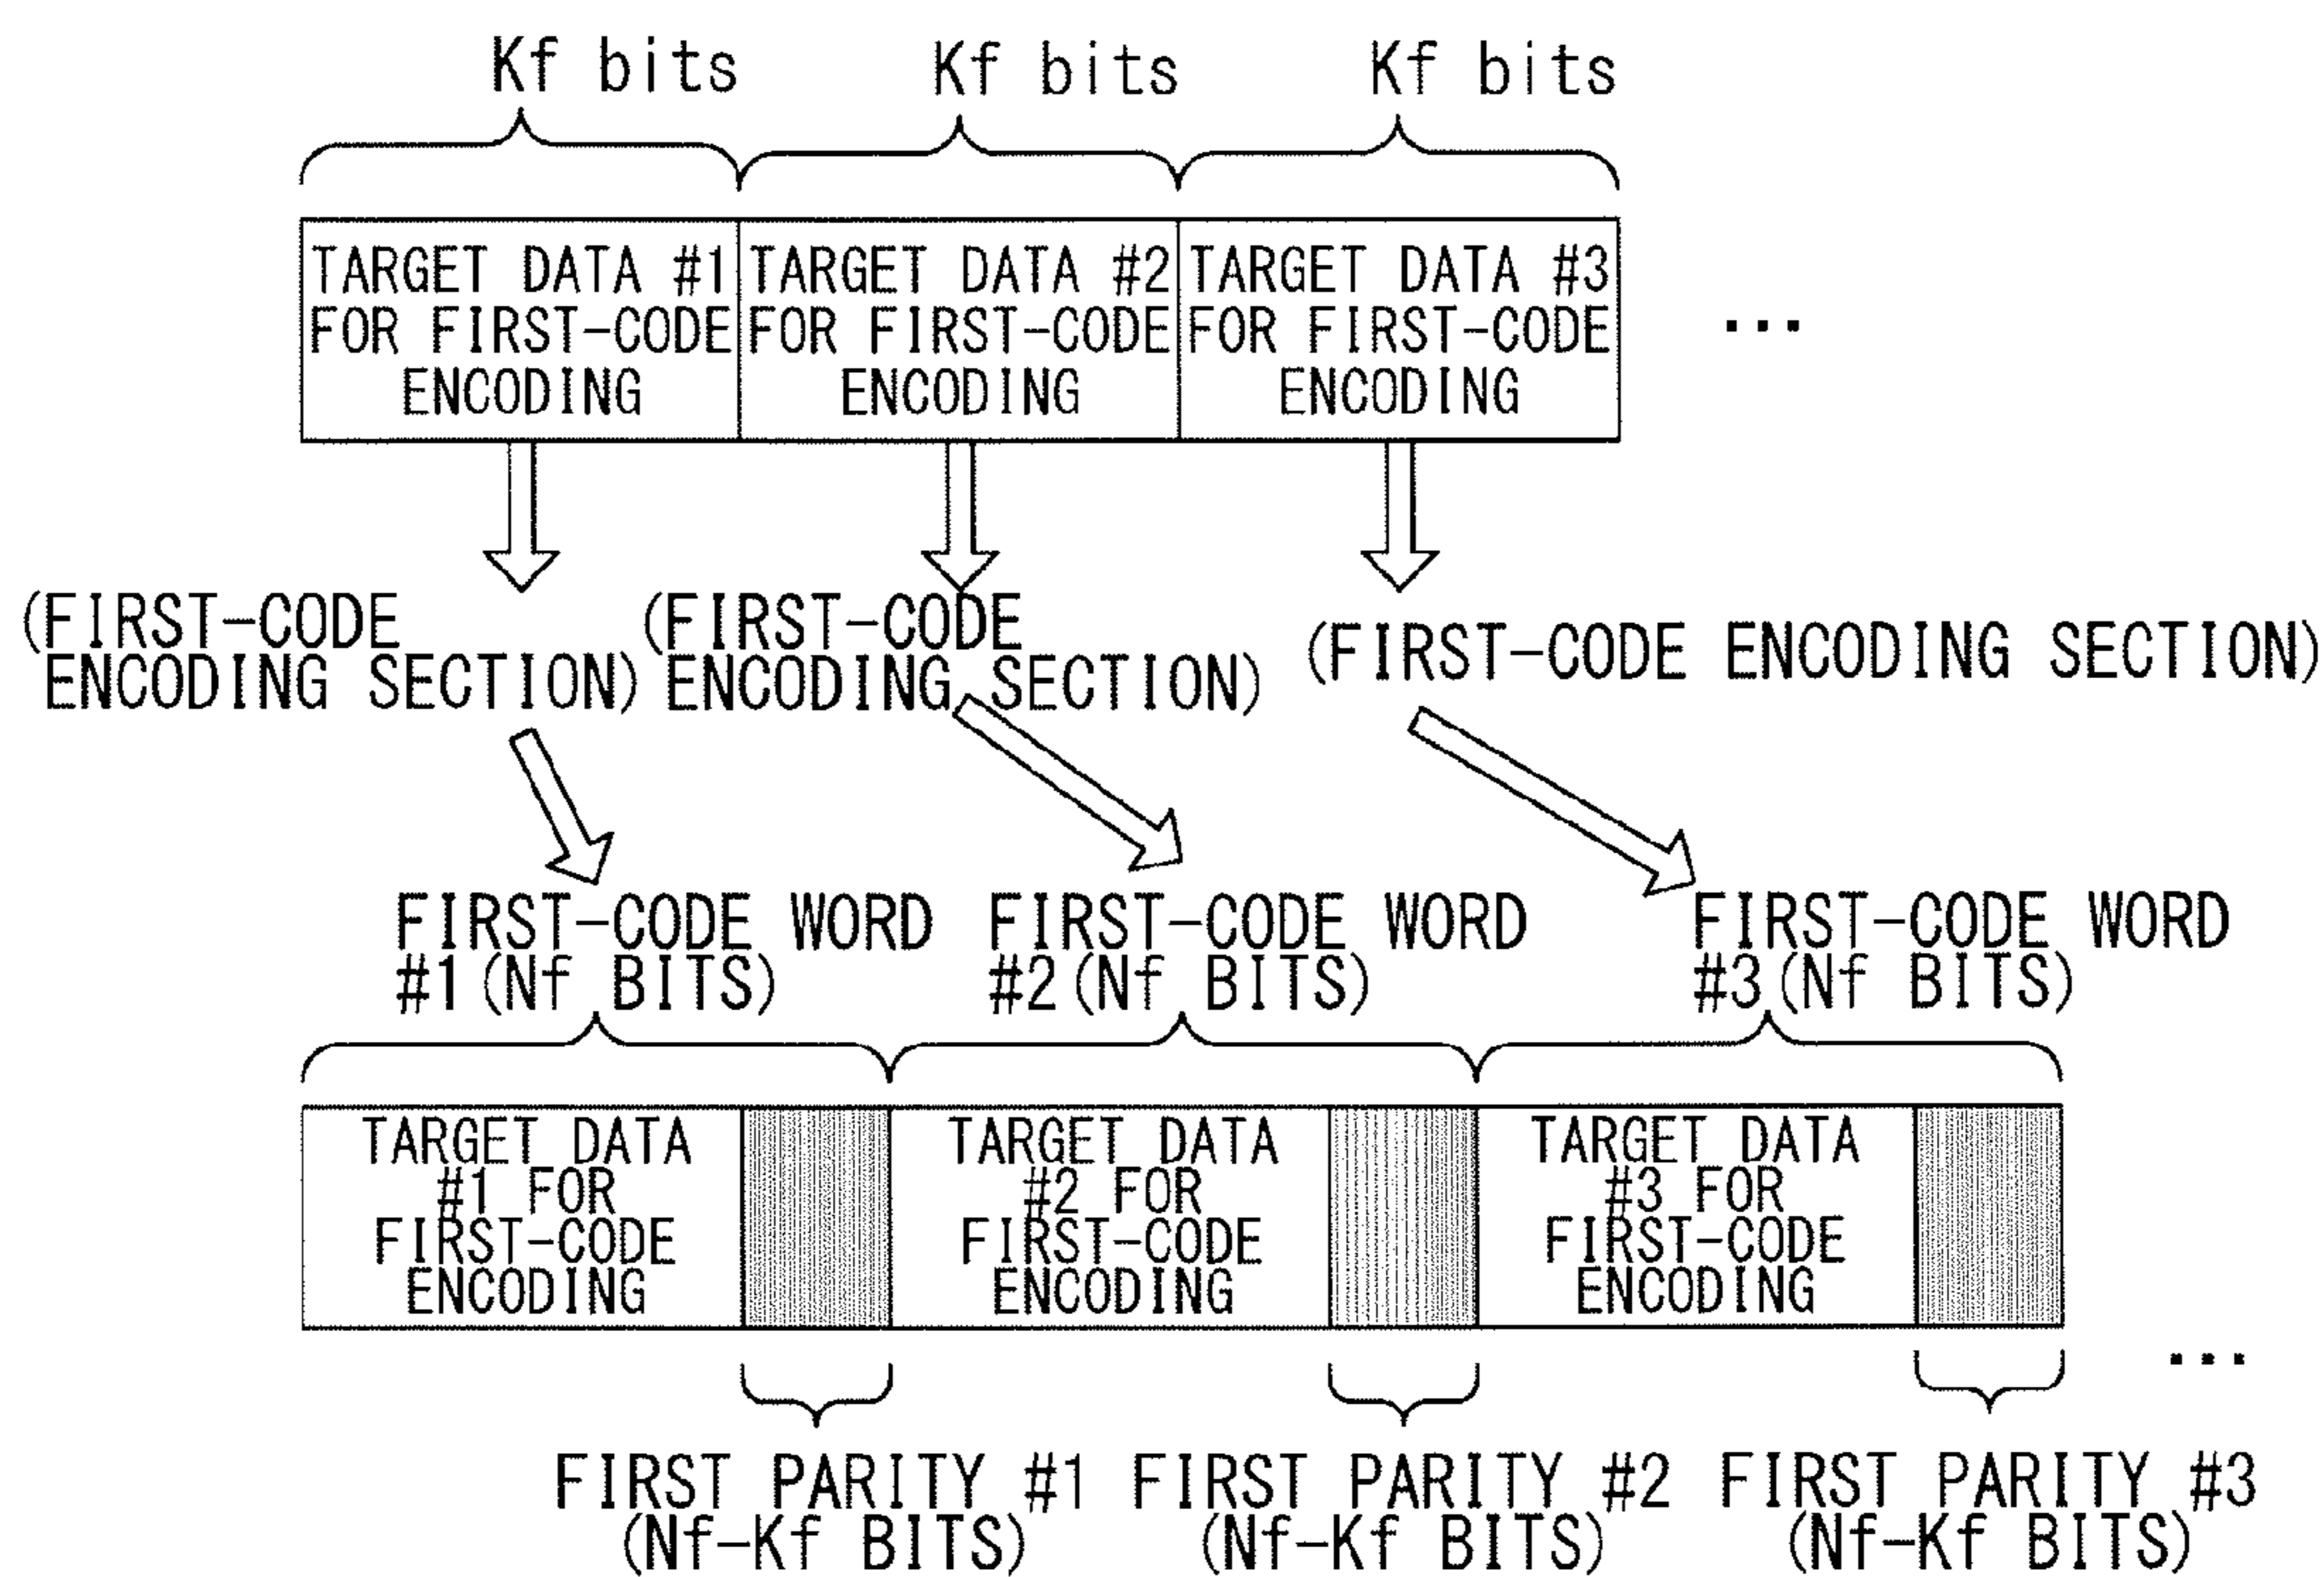 Kf bits
Kf bits
Kf bits
TARGET DATA #1
FOR FIRST-CODE
ENCODING
TARGET DATA #2
FOR FIRST-CODE
ENCODING
TARGET DATA #3
FOR FIRST-CODE
ENCODING
...
(FIRST-CODE
ENCODING SECTION)
(FIRST-CODE
ENCODING SECTION)
(FIRST-CODE ENCODING SECTION)
FIRST-CODE WORD
#1(Nf BITS)
FIRST-CODE WORD
#2(Nf BITS)
FIRST-CODE WORD
#3(Nf BITS)
TARGET DATA
#1 FOR
FIRST-CODE
ENCODING
TARGET DATA
#2 FOR
FIRST-CODE
ENCODING
TARGET DATA
#3 FOR
FIRST-CODE
ENCODING
...
FIRST PARITY #1
(Nf-Kf BITS)
FIRST PARITY #2
(Nf-Kf BITS)
FIRST PARITY #3
(Nf-Kf BITS)